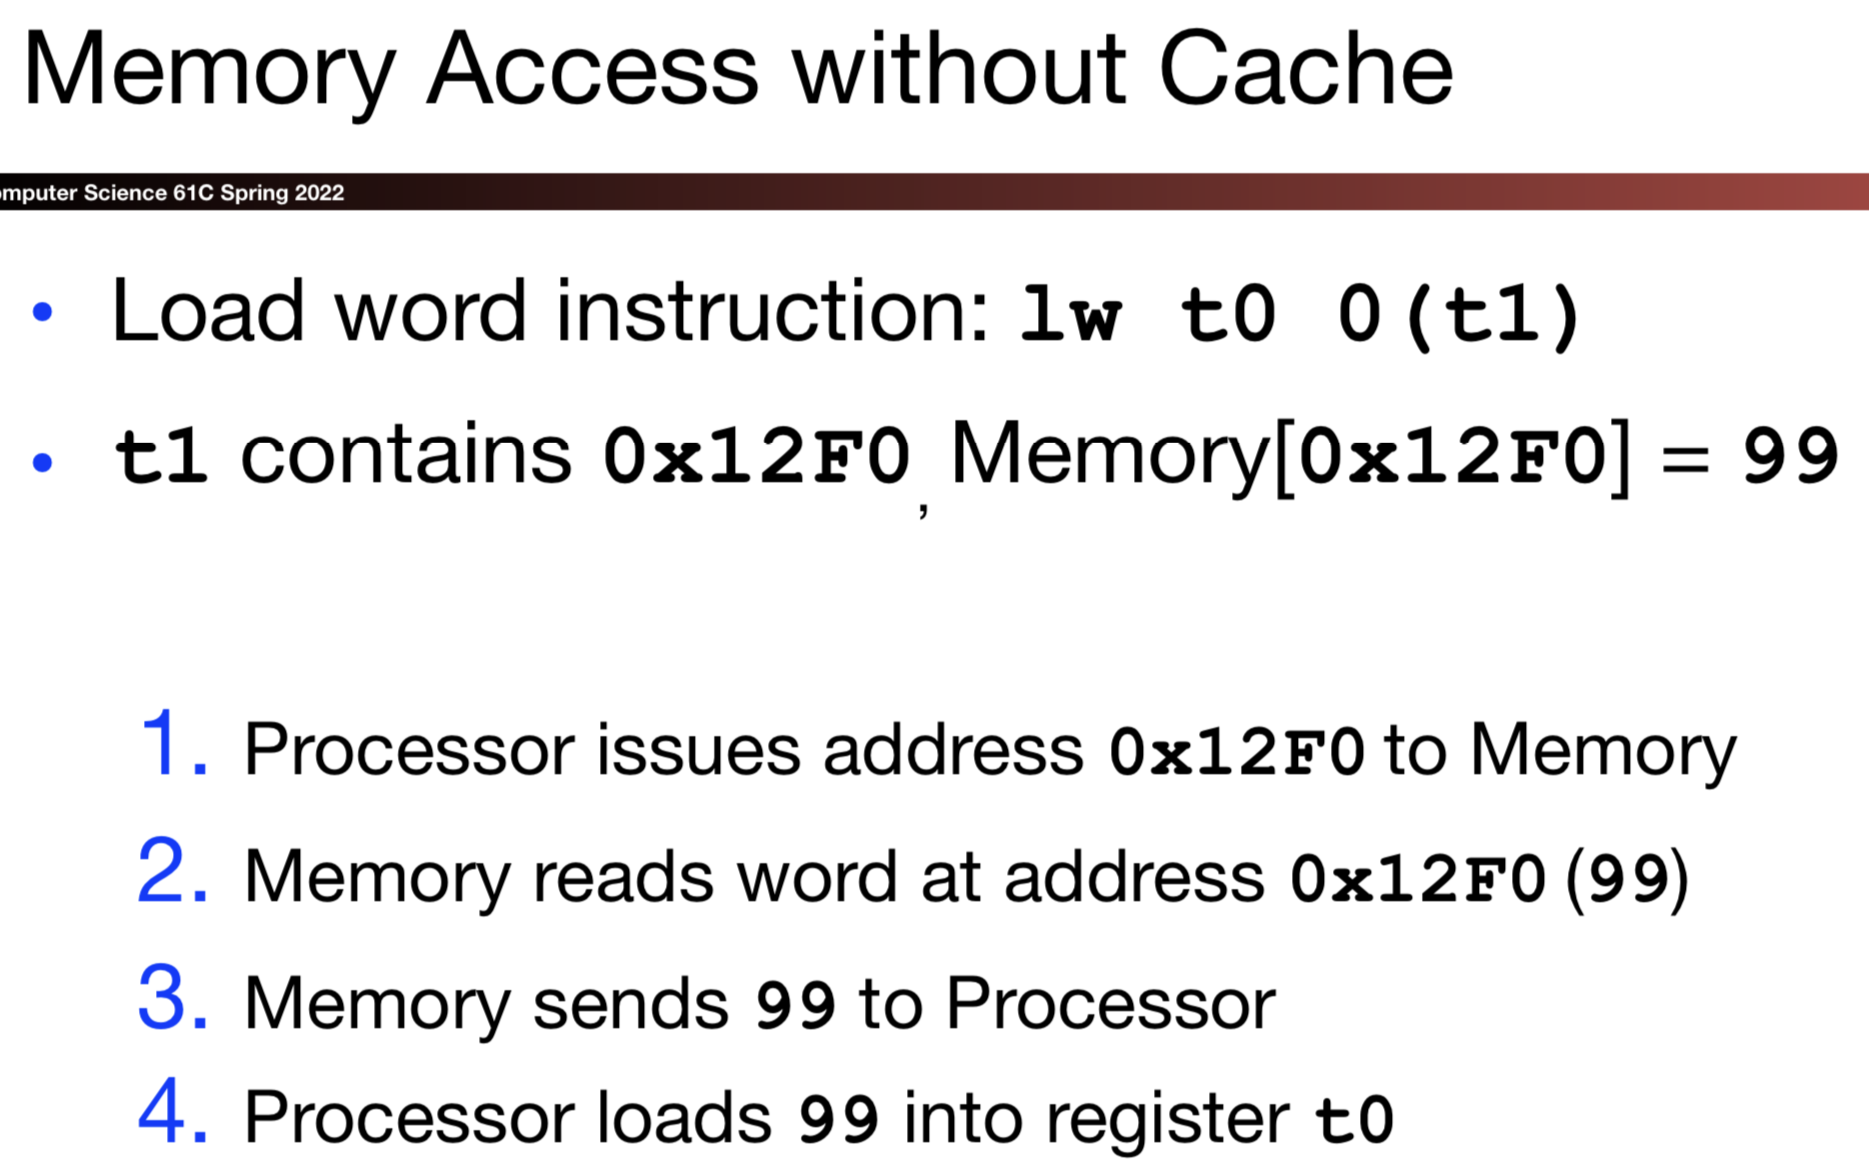 Memory Access without Cache
omputer Science 61C Spring 2022
• Load word instruction: lw t0 0(t1)
• t1 contains 0x12F0, Memory[0x12F0] = 99
1. Processor issues address 0x12F0 to Memory
2. Memory reads word at address 0x12F0 (99)
3. Memory sends 99 to Processor
4. Processor loads 99 into register t0